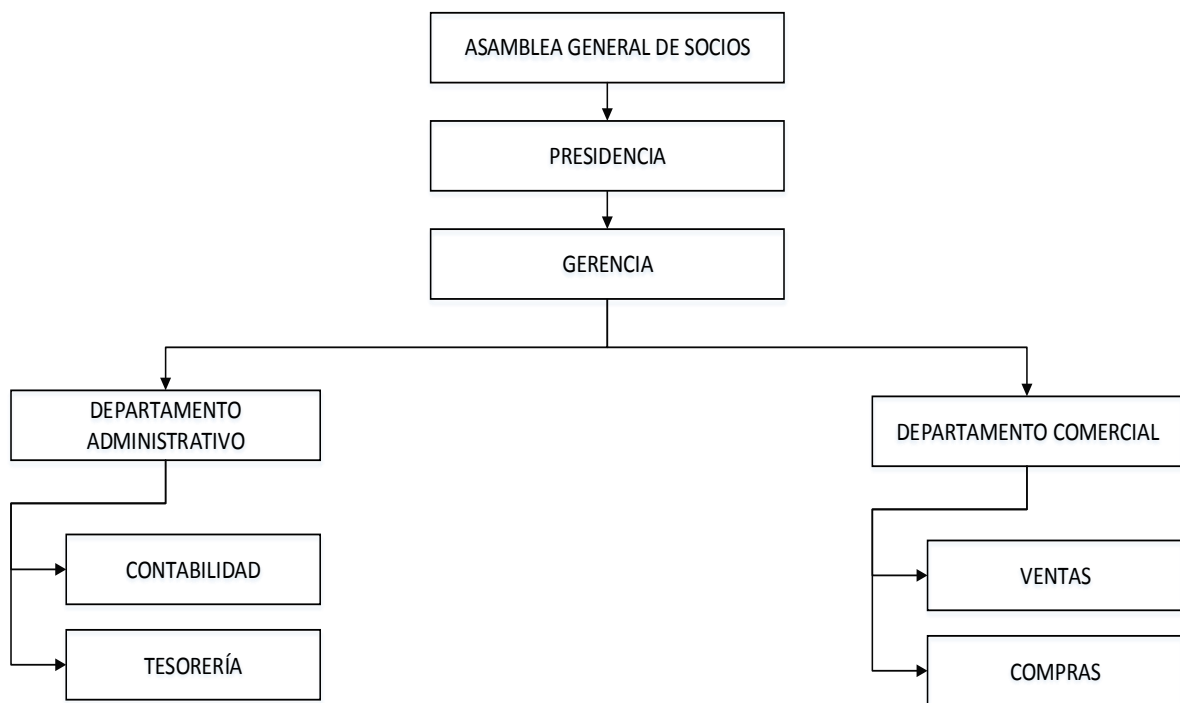 ASAMBLEA GENERAL DE SOCIOS
PRESIDENCIA
GERENCIA
DEPARTAMENTO
ADMINISTRATIVO
DEPARTAMENTO COMERCIAL
CONTABILIDAD
TESORERÍA
VENTAS
COMPRAS